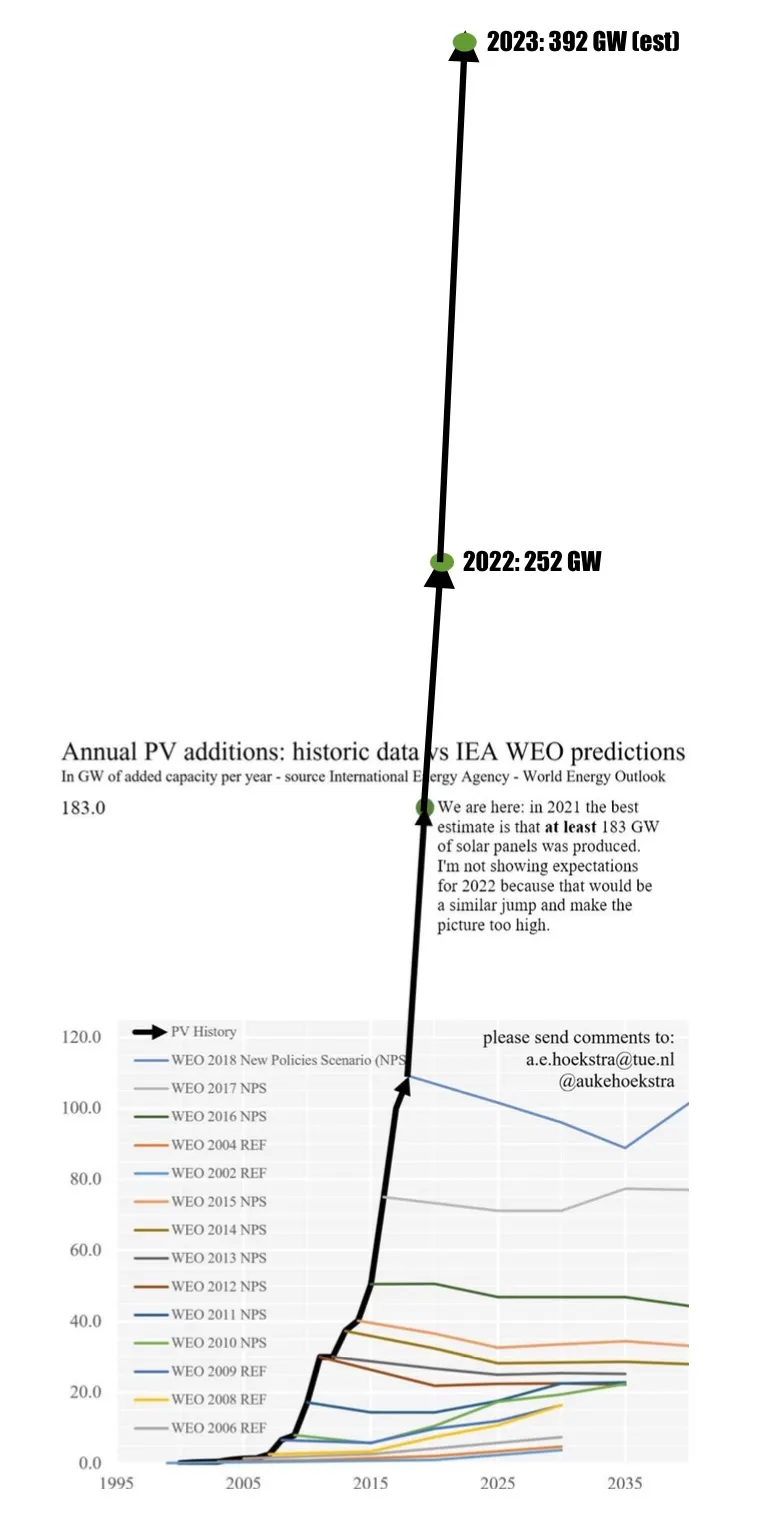 2023: 392 GW (est)
2022: 252 GW
Annual PV additions: historic data vs IEA WEO predictions
In GW of added capacity per year - source International Energy Agency - World Energy Outlook
183.0
We are here: in 2021 the best
estimate is that at least 183 GW
of solar panels was produced.
I'm not showing expectations
for 2022 because that would be
a similar jump and make the
picture too high.
please send comments to:
a.e.hoekstra@tue.nl
@aukehoekstra
PV History
WEO 2018 New Policies Scenario (NPS
WEO 2017 NPS
WEO 2016 NPS
WEO 2004 REF
WEO 2002 REF
WEO 2015 NPS
WEO 2014 NPS
WEO 2013 NPS
WEO 2012 NPS
WEO 2011 NPS
WEO 2010 NPS
WEO 2009 REF
WEO 2008 REF
WEO 2006 REF
120.0
100.0
80.0
60.0
40.0
20.0
0.0
1995 2005 2015 2025 2035